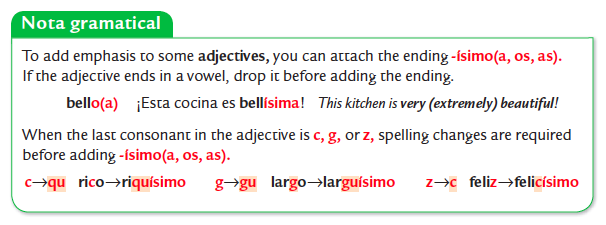 Nota gramatical
To add emphasis to some adjectives, you can attach the ending -ísimo(a, os, as).
If the adjective ends in a vowel, drop it before adding the ending.
bello(a) ¡Esta cocina es bellísima! This kitchen is very (extremely) beautiful!
When the last consonant in the adjective is c, g, or z, spelling changes are required
before adding -ísimo(a, os, as).
c→qu rico→riquísimo g→gu largo→larguísimo z→c feliz→felicísimo